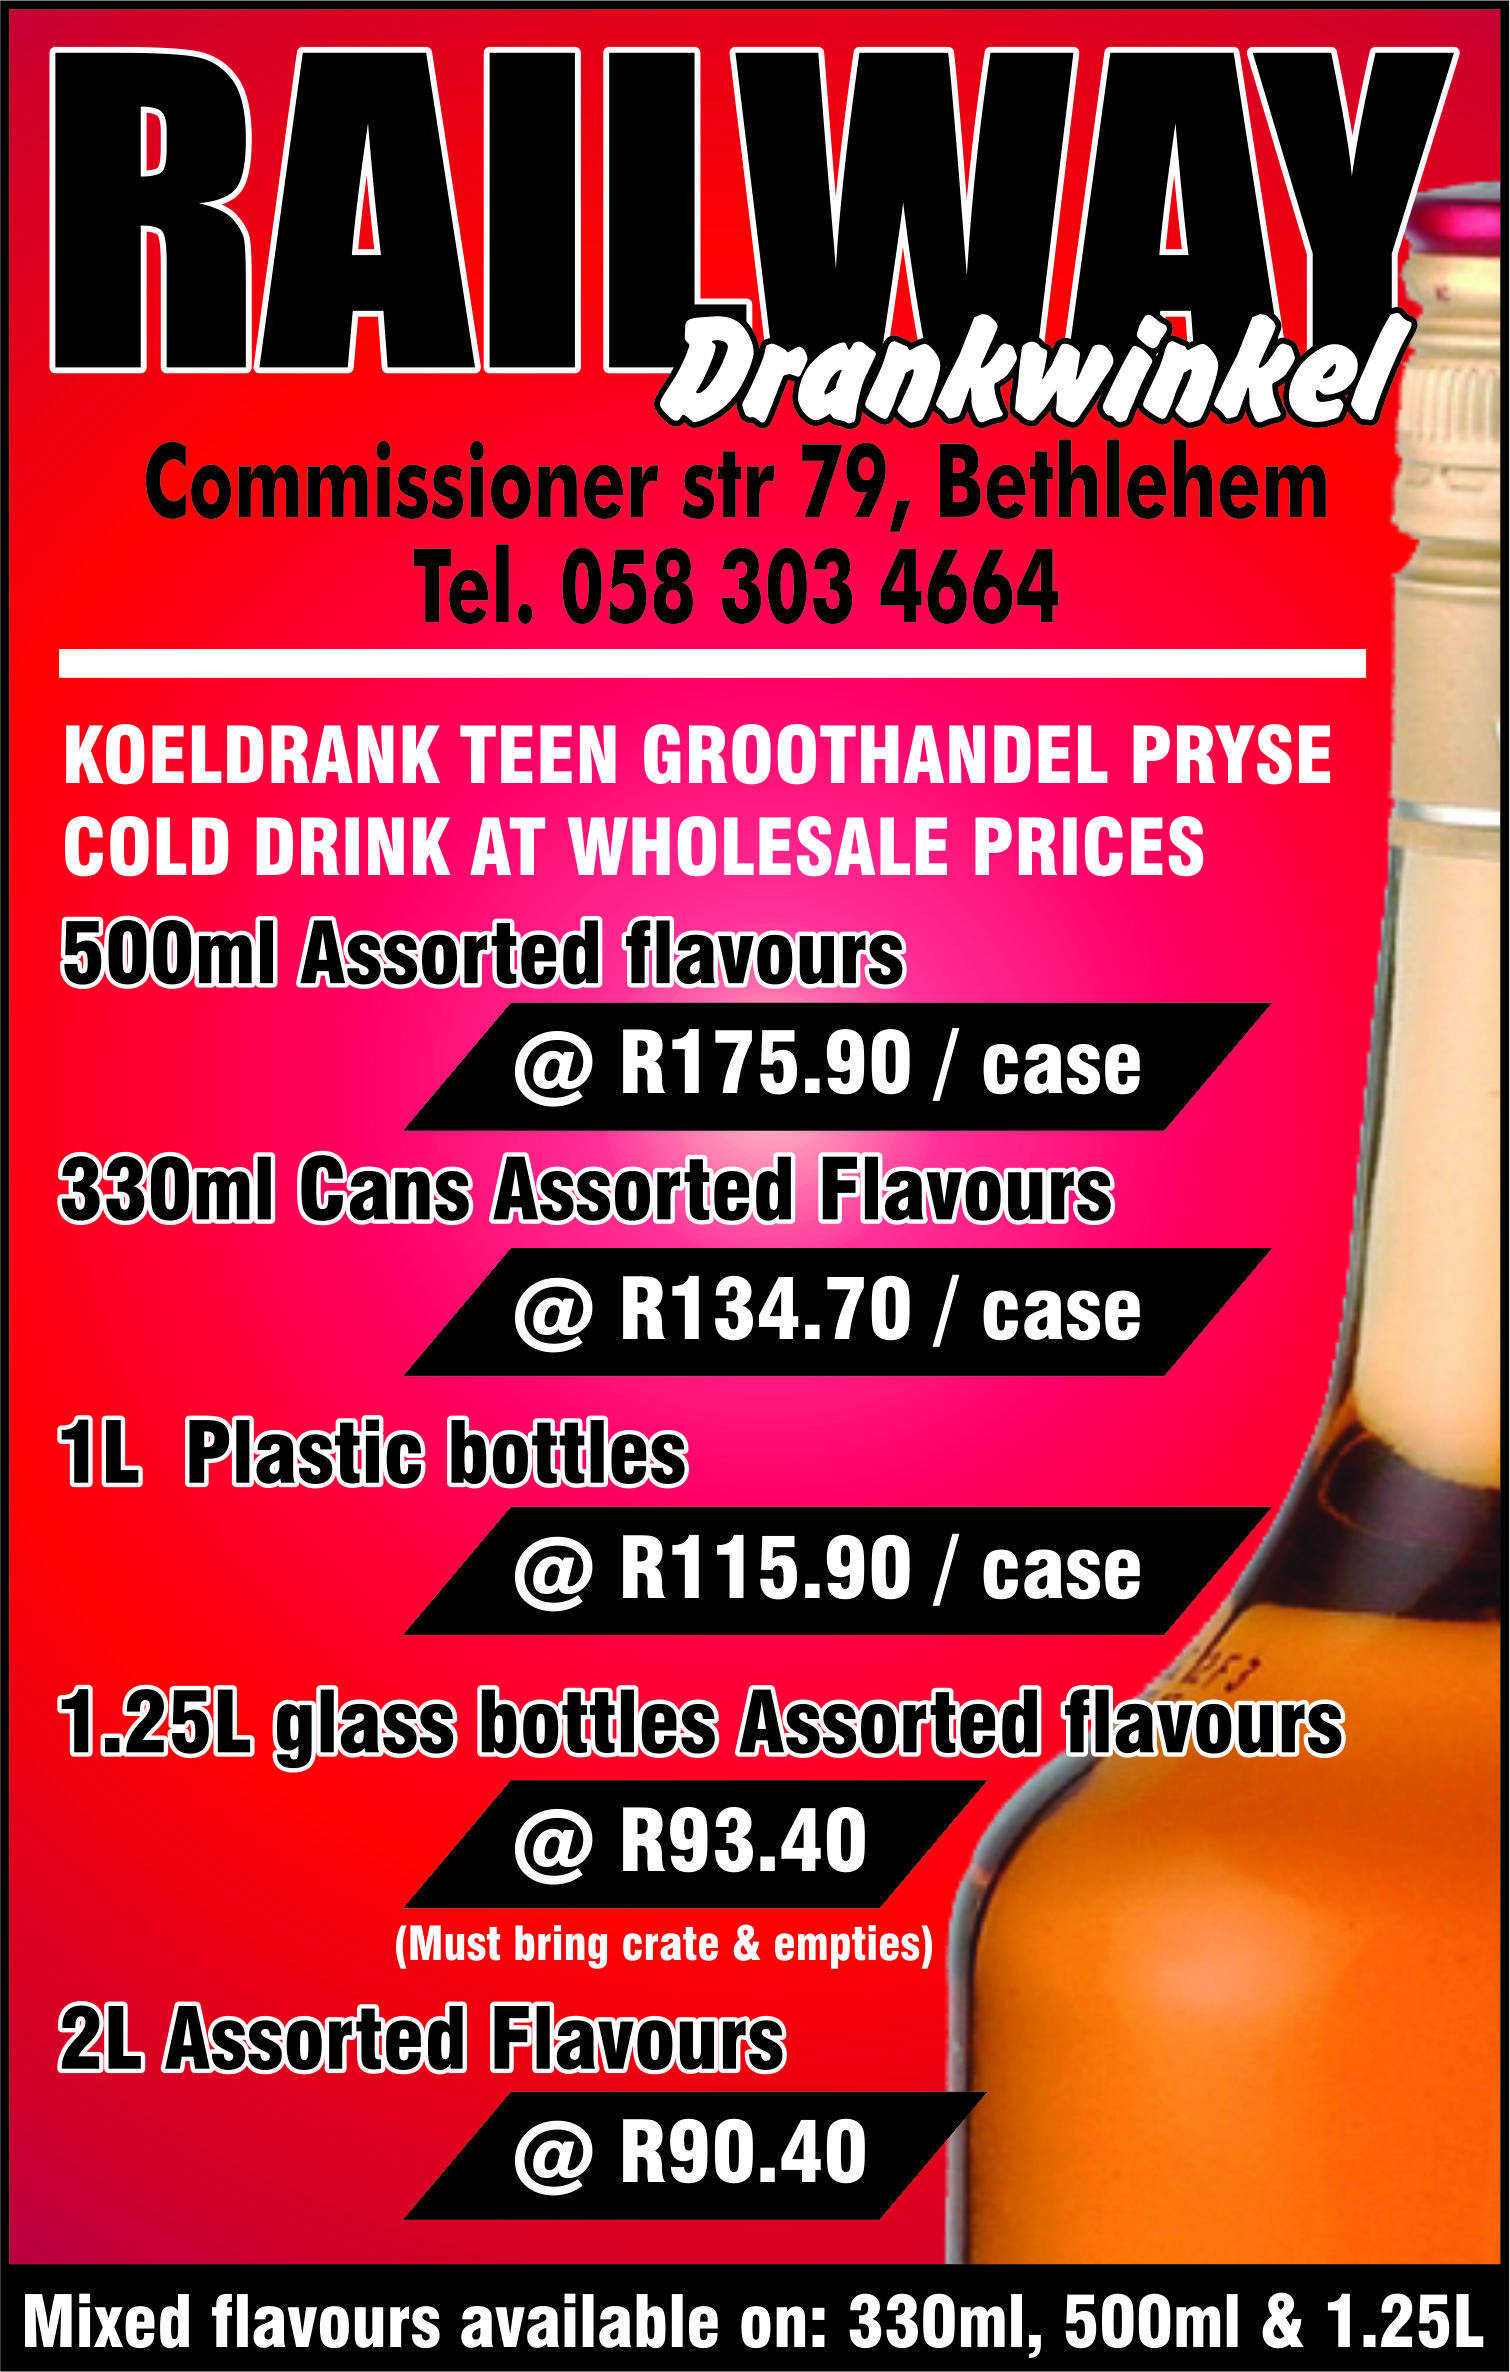 RAILWAY
Drankwinkel
Commissioner str 79, Bethlehem
Tel. 058 303 4664
KOELDRANK TEEN GROOTHANDEL PRYSE
COLD DRINK AT WHOLESALE PRICES
500ml Assorted flavours
@ R175.90 / case
330ml Cans Assorted Flavours
@ R134.70 / case
1L Plastic bottles
@ R115.90 / case
1.25L glass bottles Assorted flavours
@ R93.40
(Must bring crate & empties)
2L Assorted Flavours
@ R90.40
Mixed flavours available on: 330ml, 500ml & 1.25L